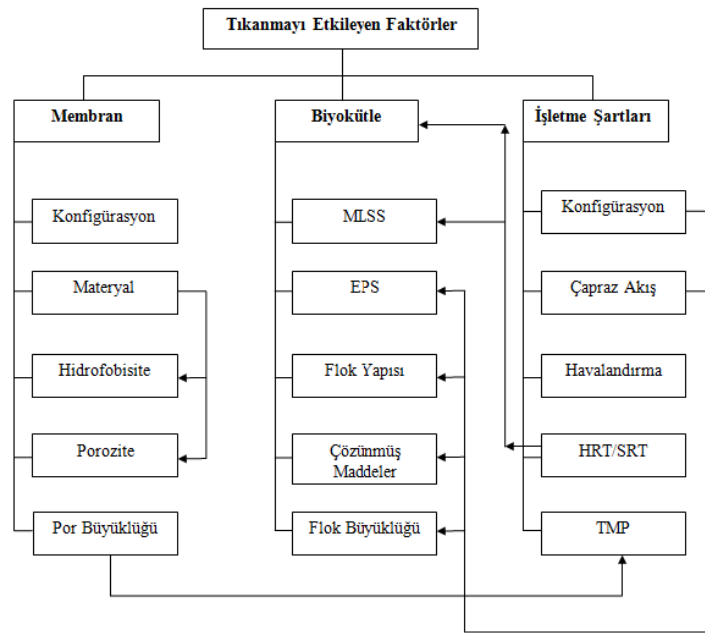 Tıkanmayı Etkileyen Faktörler
Membran
Konfigürasyon
Materyal
Hidrofobisite
Porozite
Por Büyüklüğü
Biyokütle
MLSS
EPS
Flok Yapısı
Çözünmüş
Maddeler
Flok Büyüklüğü
İşletme Şartları
Konfigürasyon
Çapraz Akış
Havalandırma
HRT/SRT
TMP